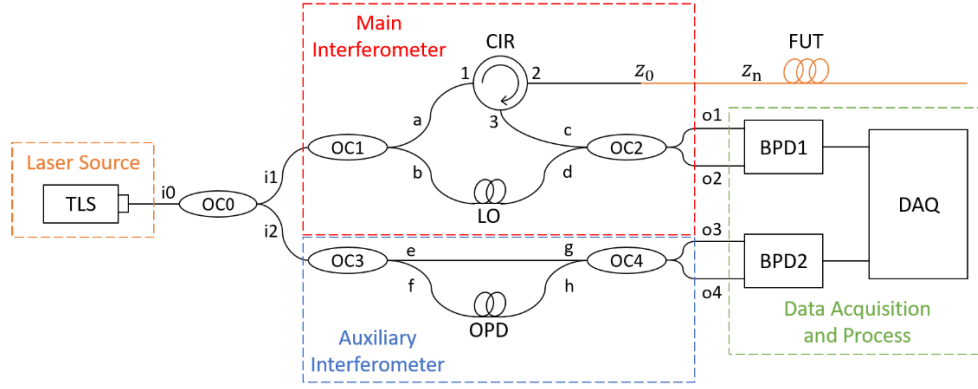 Main
Interferometer
CIR
FUT
1
2
z₀
zₙ
3
a
c
o1
BPD1
OC1
OC2
Laser Source
i1
b
d
o2
TLS
i0
OC0
LO
DAQ
i2
o3
e
g
BPD2
OC3
OC4
f
h
o4
OPD
Auxiliary
Interferometer
Data Acquisition
and Process